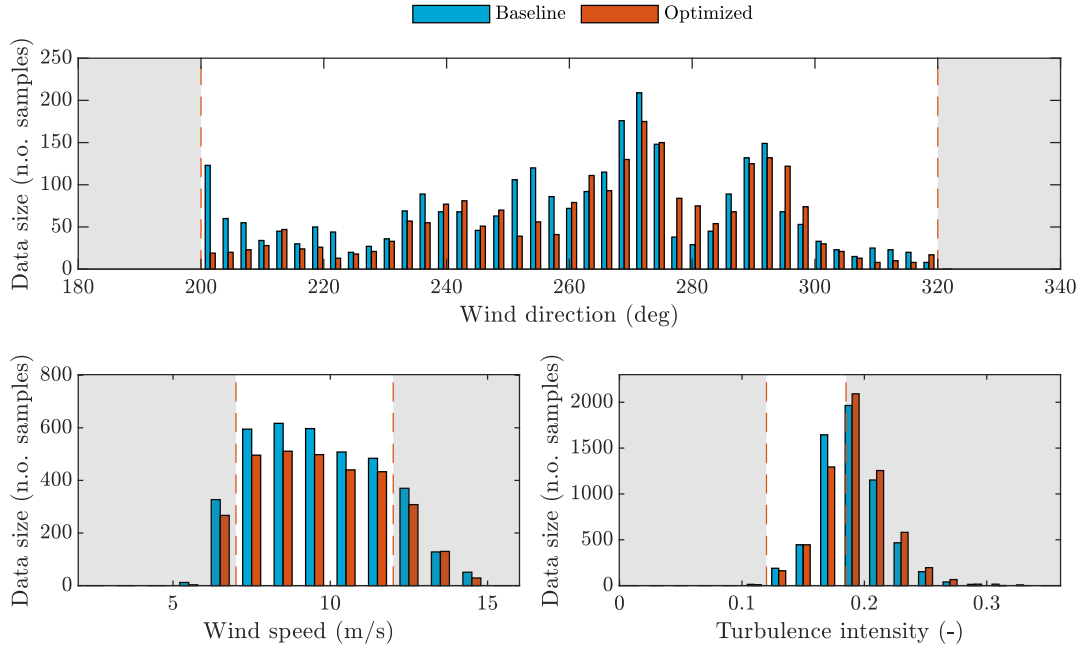 Baseline Optimized
250
200
150
100
50
0
Data size (n.o. samples)
180 200 220 240 260 280 300 320 340
Wind direction (deg)
800
600
400
200
0
Data size (n.o. samples)
5 10 15
Wind speed (m/s)
2000
1500
1000
500
0
Data size (n.o. samples)
0 0.1 0.2 0.3
Turbulence intensity (-)